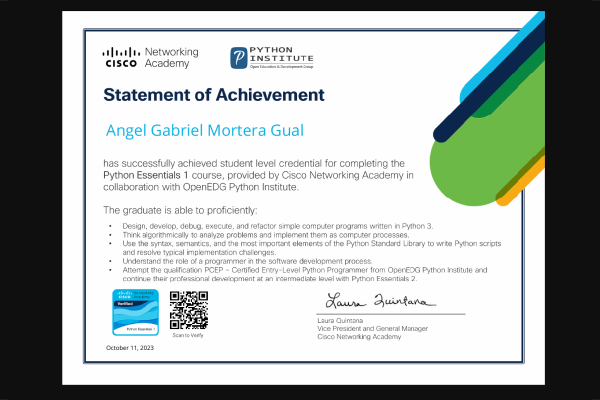 CISCO Networking Academy
PYTHON INSTITUTE
Open Education & Development Group
Statement of Achievement
Angel Gabriel Mortera Gual
has successfully achieved student level credential for completing the
Python Essentials 1 course, provided by Cisco Networking Academy in
collaboration with OpenEDG Python Institute.
The graduate is able to proficiently:
• Design, develop, debug, execute, and refactor simple computer programs written in Python 3.
• Think algorithmically to analyze problems and implement them as computer processes.
• Use the syntax, semantics, and the most important elements of the Python Standard Library to write Python scripts
and resolve typical implementation challenges.
• Understand the role of a programmer in the software development process.
• Attempt the qualification PCEP – Certified Entry-Level Python Programmer from OpenEDG Python Institute and
continue their professional development at an intermediate level with Python Essentials 2.
CISCO
Verified
Python Essentials 1
Scan to Verify
Laura Quintana
Laura Quintana
Vice President and General Manager
Cisco Networking Academy
October 11, 2023